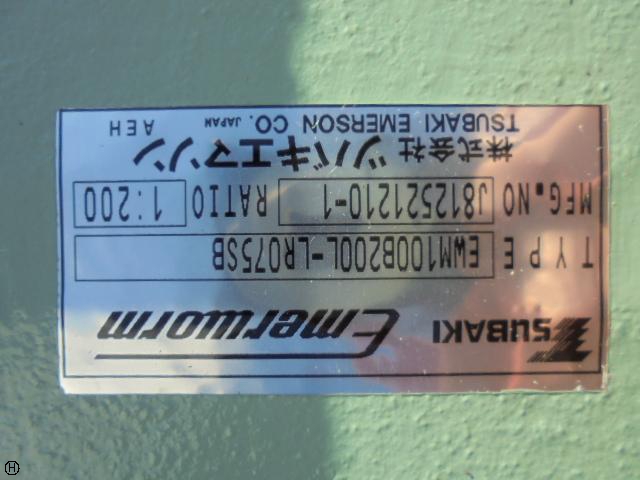 TSUBAKI Emerworm
TYPE EWM100B200L-LR075SB
MFG.NO J812521210-1 RATIO 1:200
株式会社 ツバキエマソン
TSUBAKI EMERSON CO. JAPAN AEH
H